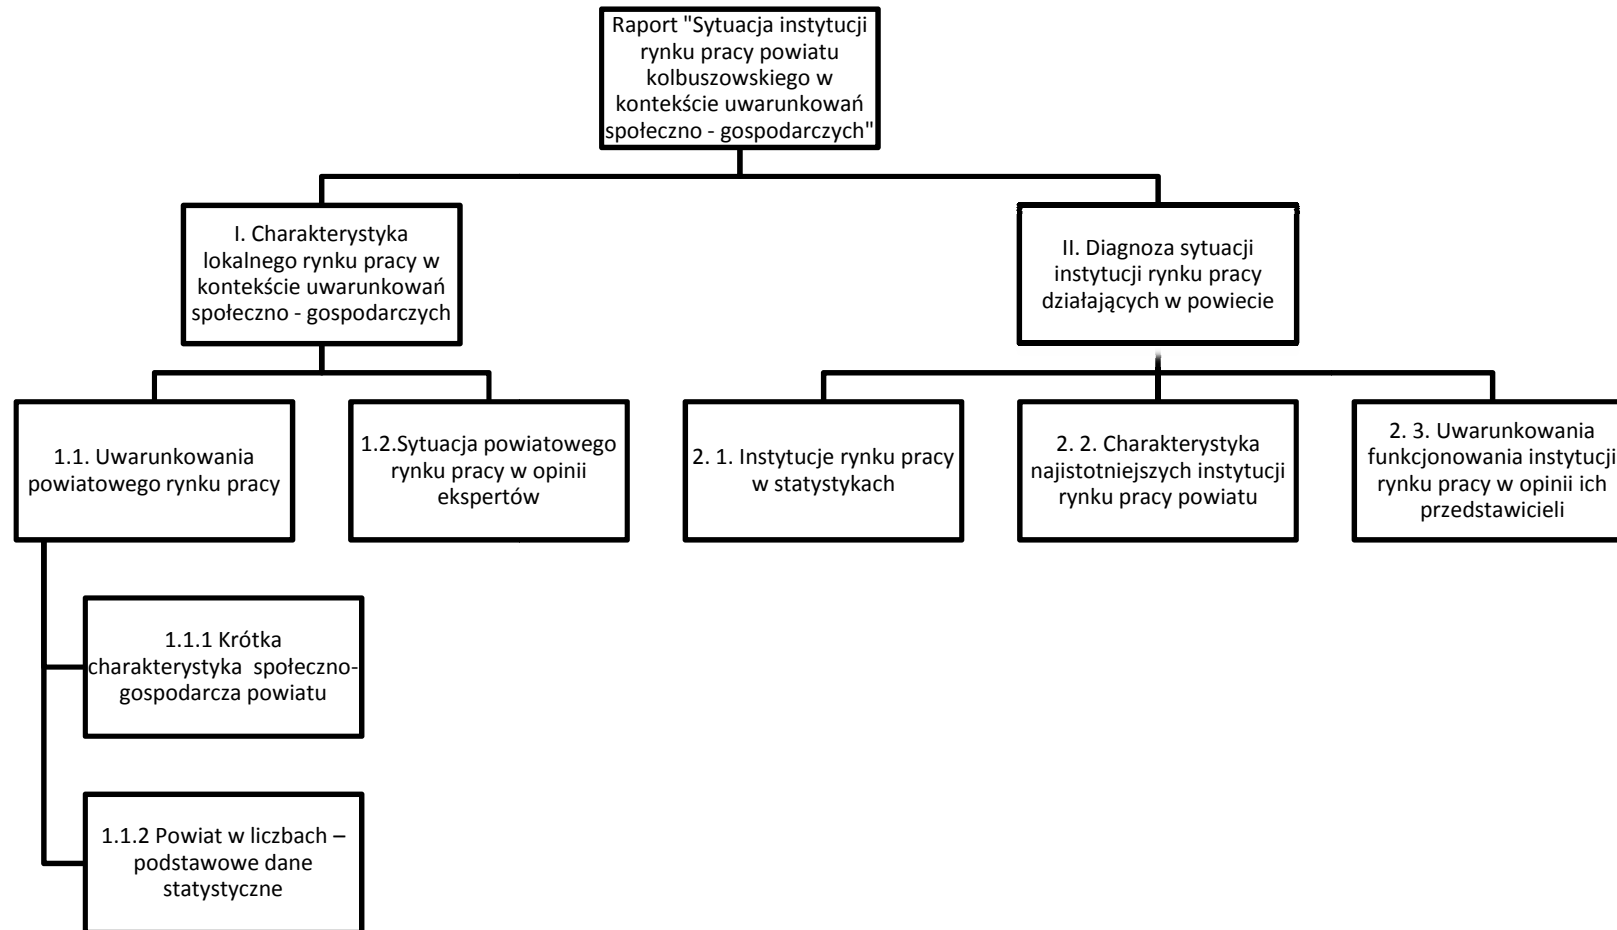 Raport "Sytuacja instytucji
rynku pracy powiatu
kolbuszowskiego w
kontekście uwarunkowań
społeczno - gospodarczych"
I. Charakterystyka
lokalnego rynku pracy w
kontekście uwarunkowań
społeczno - gospodarczych
II. Diagnoza sytuacji
instytucji rynku pracy
działających w powiecie
1.1. Uwarunkowania
powiatowego rynku pracy
1.2.Sytuacja powiatowego
rynku pracy w opinii
ekspertów
2. 1. Instytucje rynku pracy
w statystykach
2. 2. Charakterystyka
najistotniejszych instytucji
rynku pracy powiatu
2. 3. Uwarunkowania
funkcjonowania instytucji
rynku pracy w opinii ich
przedstawicieli
1.1.1 Krótka
charakterystyka  społeczno-
gospodarcza powiatu
1.1.2 Powiat w liczbach –
podstawowe dane
statystyczne